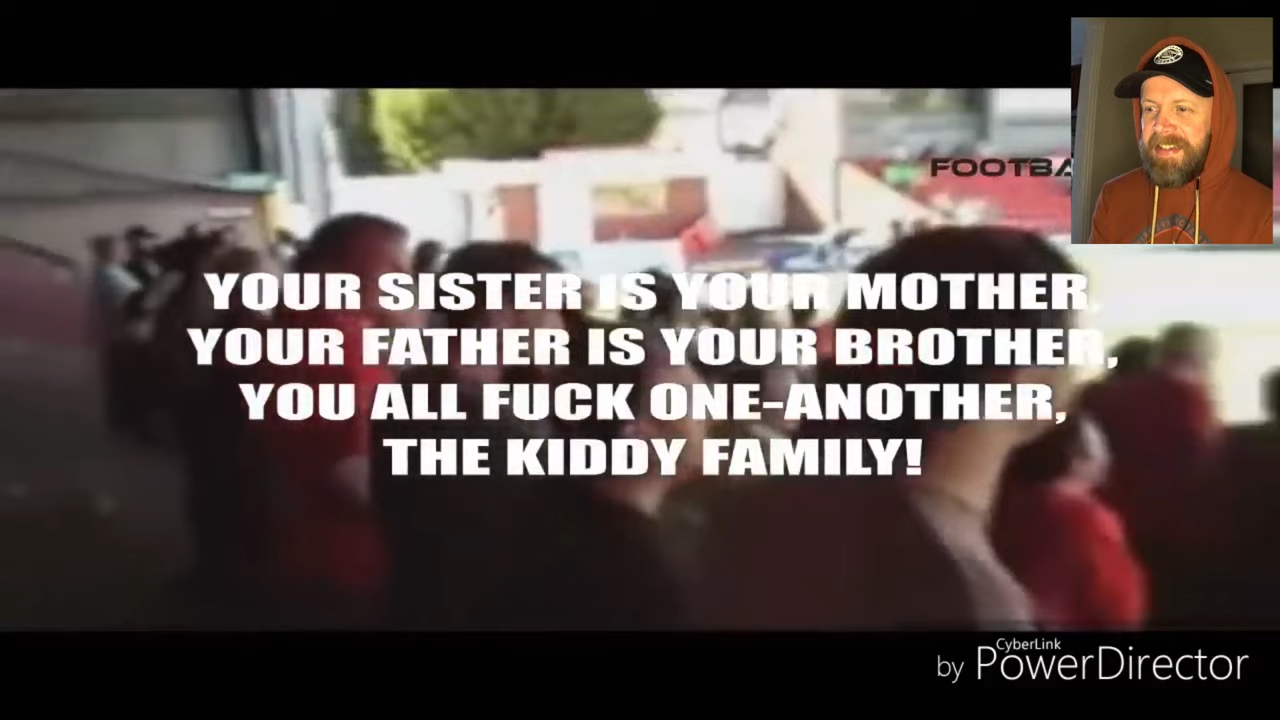 FOOTBA
YOUR SISTER IS YOUR MOTHER,
YOUR FATHER IS YOUR BROTHER,
YOU ALL FUCK ONE-ANOTHER,
THE KIDDY FAMILY!
CyberLink
by PowerDirector